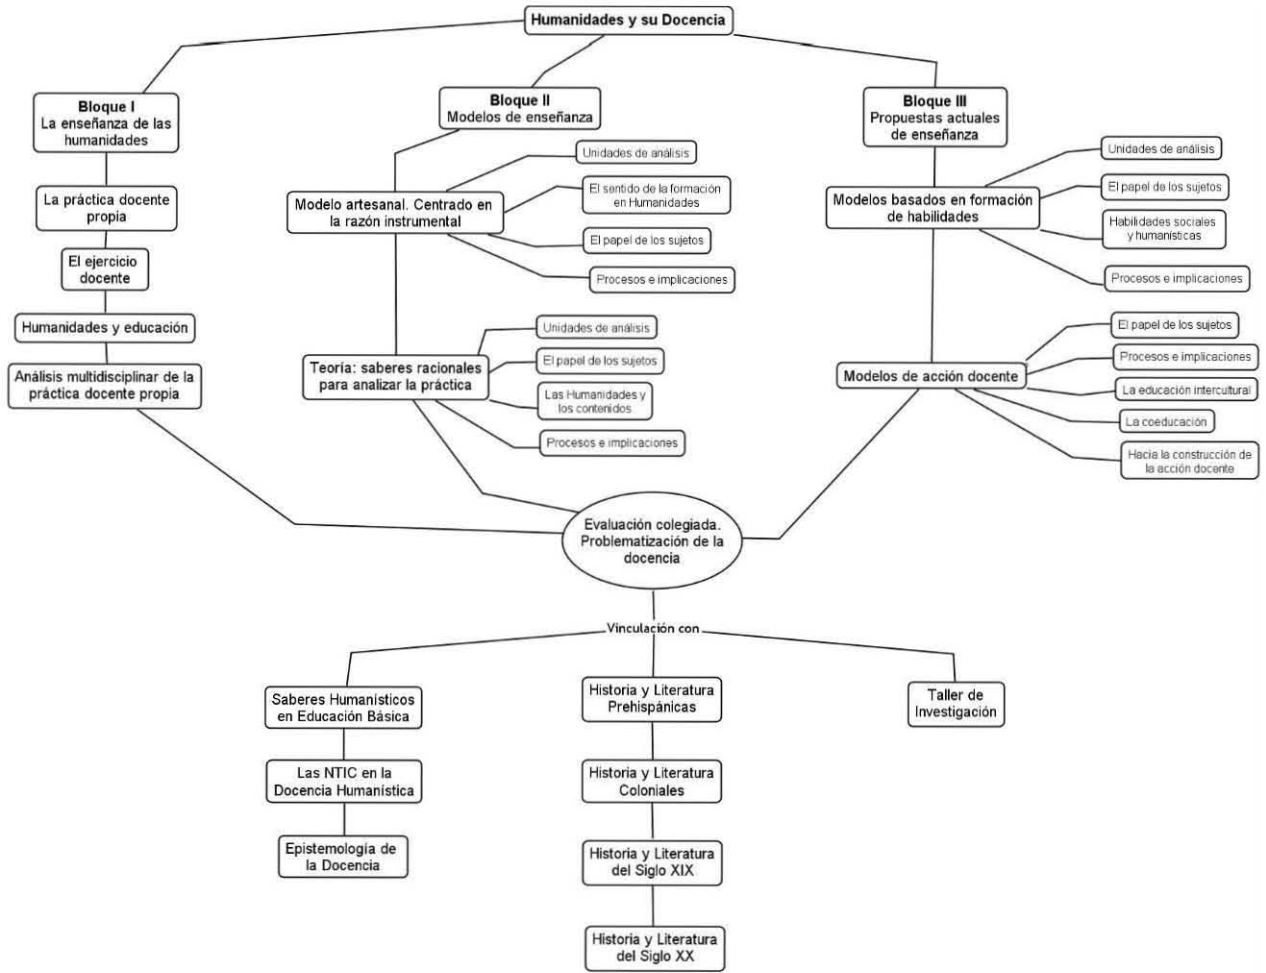 Humanidades y su Docencia
Bloque I
La enseñanza de las
humanidades
La práctica docente
propia
El ejercicio
docente
Humanidades y educación
Análisis multidisciplinar de la
práctica docente propia
Bloque II
Modelos de enseñanza
Modelo artesanal. Centrado en
la razón instrumental
Unidades de análisis
El sentido de la formación
en Humanidades
El papel de los sujetos
Procesos e implicaciones
Teoría: saberes racionales
para analizar la práctica
Unidades de análisis
El papel de los sujetos
Las Humanidades y
los contenidos
Procesos e implicaciones
Bloque III
Propuestas actuales
de enseñanza
Modelos basados en formación
de habilidades
Unidades de análisis
El papel de los sujetos
Habilidades sociales
y humanísticas
Procesos e implicaciones
Modelos de acción docente
El papel de los sujetos
Procesos e implicaciones
La educación intercultural
La coeducación
Hacia la construcción de
la acción docente
Evaluación colegiada.
Problematización de la
docencia
Vinculación con
Saberes Humanísticos
en Educación Básica
Las NTIC en la
Docencia Humanística
Epistemología de
la Docencia
Historia y Literatura
Prehispánicas
Historia y Literatura
Coloniales
Historia y Literatura
del Siglo XIX
Historia y Literatura
del Siglo XX
Taller de
Investigación